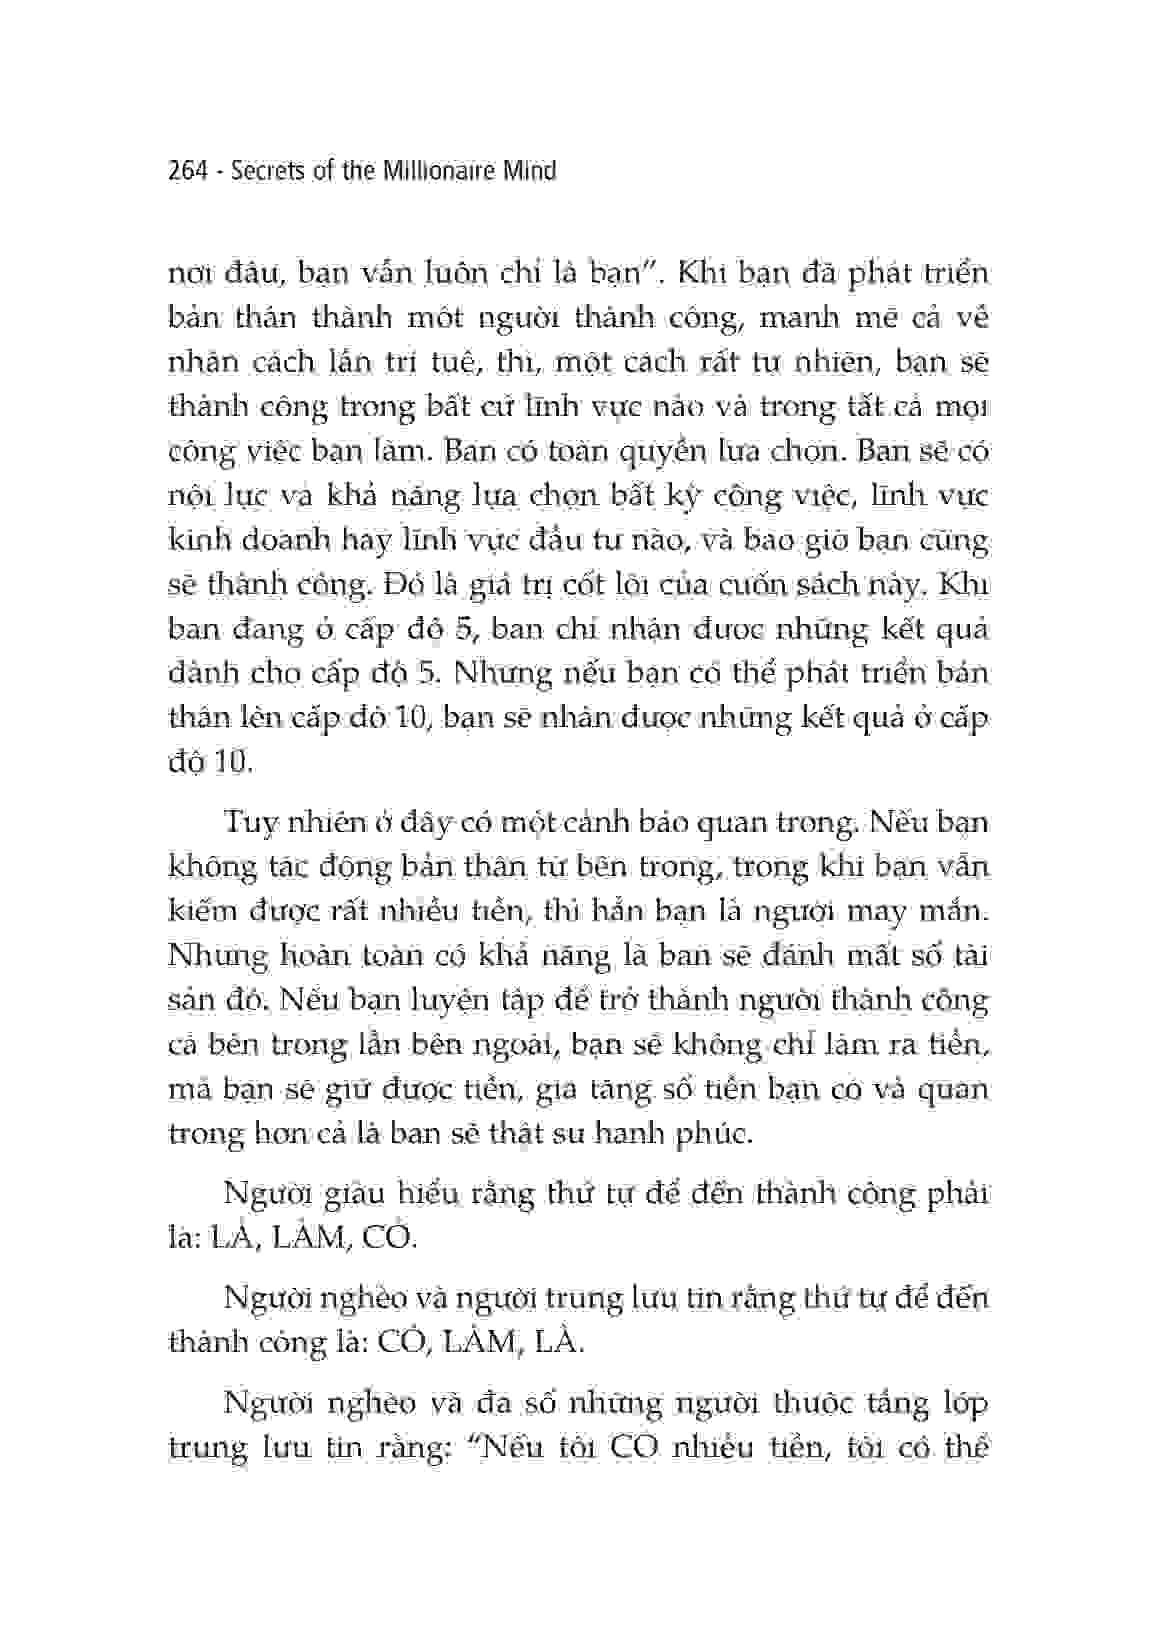 264 - Secrets of the Millionaire Mind
nơi đâu, bạn vẫn luôn chỉ là bạn”. Khi bạn đã phát triển
bản thân thành một người thành công, mạnh mẽ cả về
nhân cách lẫn trí tuệ, thì, một cách rất tự nhiên, bạn sẽ
thành công trong bất cứ lĩnh vực nào và trong tất cả mọi
công việc bạn làm. Bạn có toàn quyền lựa chọn. Bạn sẽ có
nội lực và khả năng lựa chọn bất kỳ công việc, lĩnh vực
kinh doanh hay lĩnh vực đầu tư nào, và bao giờ bạn cũng
sẽ thành công. Đó là giá trị cốt lõi của cuốn sách này. Khi
bạn đang ở cấp độ 5, bạn chỉ nhận được những kết quả
dành cho cấp độ 5. Nhưng nếu bạn có thể phát triển bản
thân lên cấp độ 10, bạn sẽ nhận được những kết quả ở cấp
độ 10.
Tuy nhiên ở đây có một cảnh báo quan trọng. Nếu bạn
không tác động bản thân từ bên trong, trong khi bạn vẫn
kiếm được rất nhiều tiền, thì hẳn bạn là người may mắn.
Nhưng hoàn toàn có khả năng là bạn sẽ đánh mất số tài
sản đó. Nếu bạn luyện tập để trở thành người thành công
cả bên trong lẫn bên ngoài, bạn sẽ không chỉ làm ra tiền,
mà bạn sẽ giữ được tiền, gia tăng số tiền bạn có và quan
trọng hơn cả là bạn sẽ thật sự hạnh phúc.
Người giàu hiểu rằng thứ tự để đến thành công phải
là: LÀ, LÀM, CÓ.
Người nghèo và người trung lưu tin rằng thứ tự để đến
thành công là: CÓ, LÀM, LÀ.
Người nghèo và đa số những người thuộc tầng lớp
trung lưu tin rằng: “Nếu tôi CÓ nhiều tiền, tôi có thể